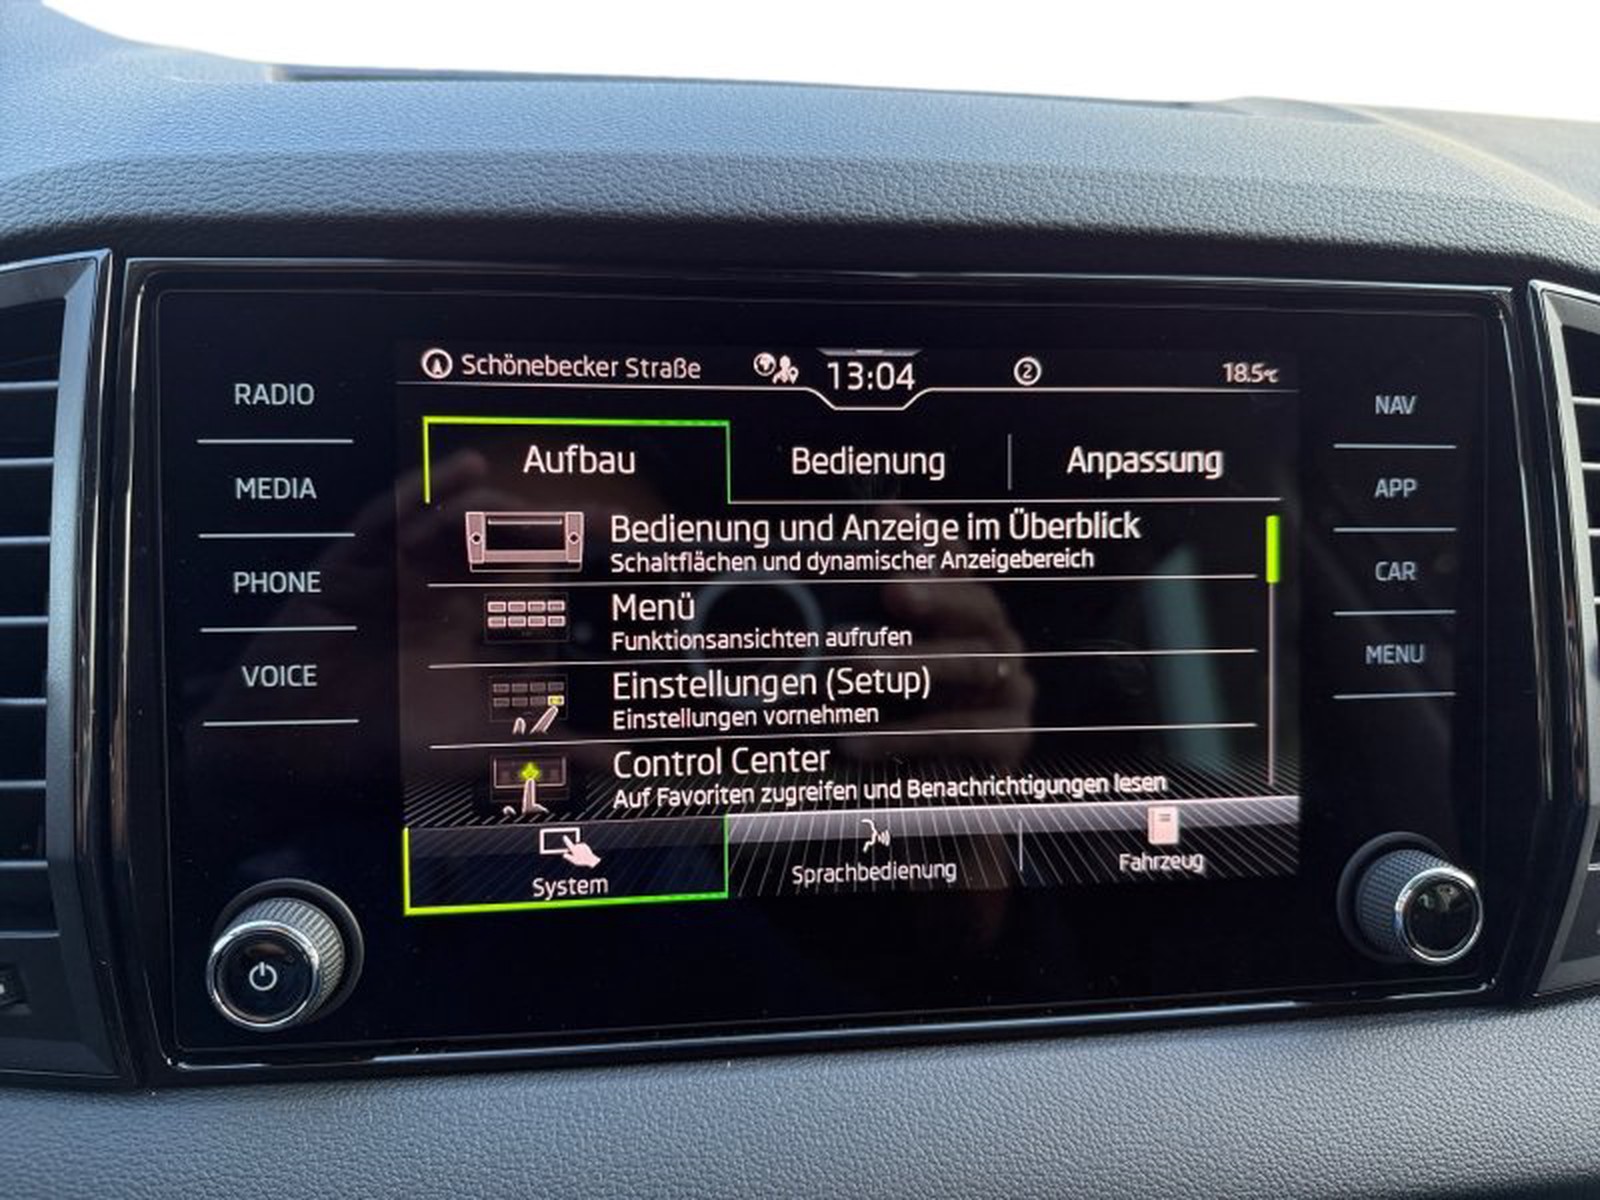 Schönebecker Straße 13:04 2 18.5°C
RADIO
MEDIA
PHONE
VOICE
Aufbau Bedienung Anpassung
Bedienung und Anzeige im Überblick
Schaltflächen und dynamischer Anzeigebereich
Menü
Funktionsansichten aufrufen
Einstellungen (Setup)
Einstellungen vornehmen
Control Center
Auf Favoriten zugreifen und Benachrichtigungen lesen
System Sprachbedienung Fahrzeug
NAV
APP
CAR
MENU